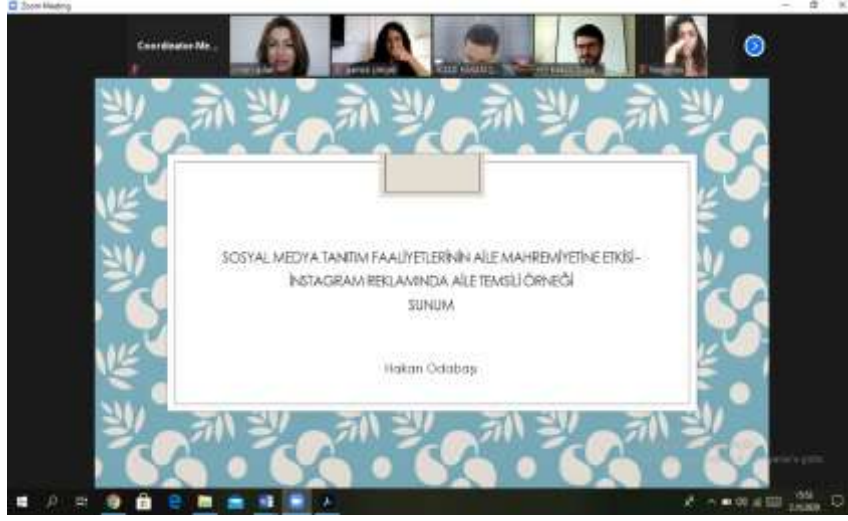 Zoom Meeting
Coordinator-Me...
SOSYAL MEDYA TANITIM FAALİYETLERİNİN AİLE MAHREMİYETİNE ETKİSİ-
İNSTAGRAM REKLAMINDA AİLE TEMSİLİ ÖRNEĞİ
SUNUM
Hakan Odabaşı